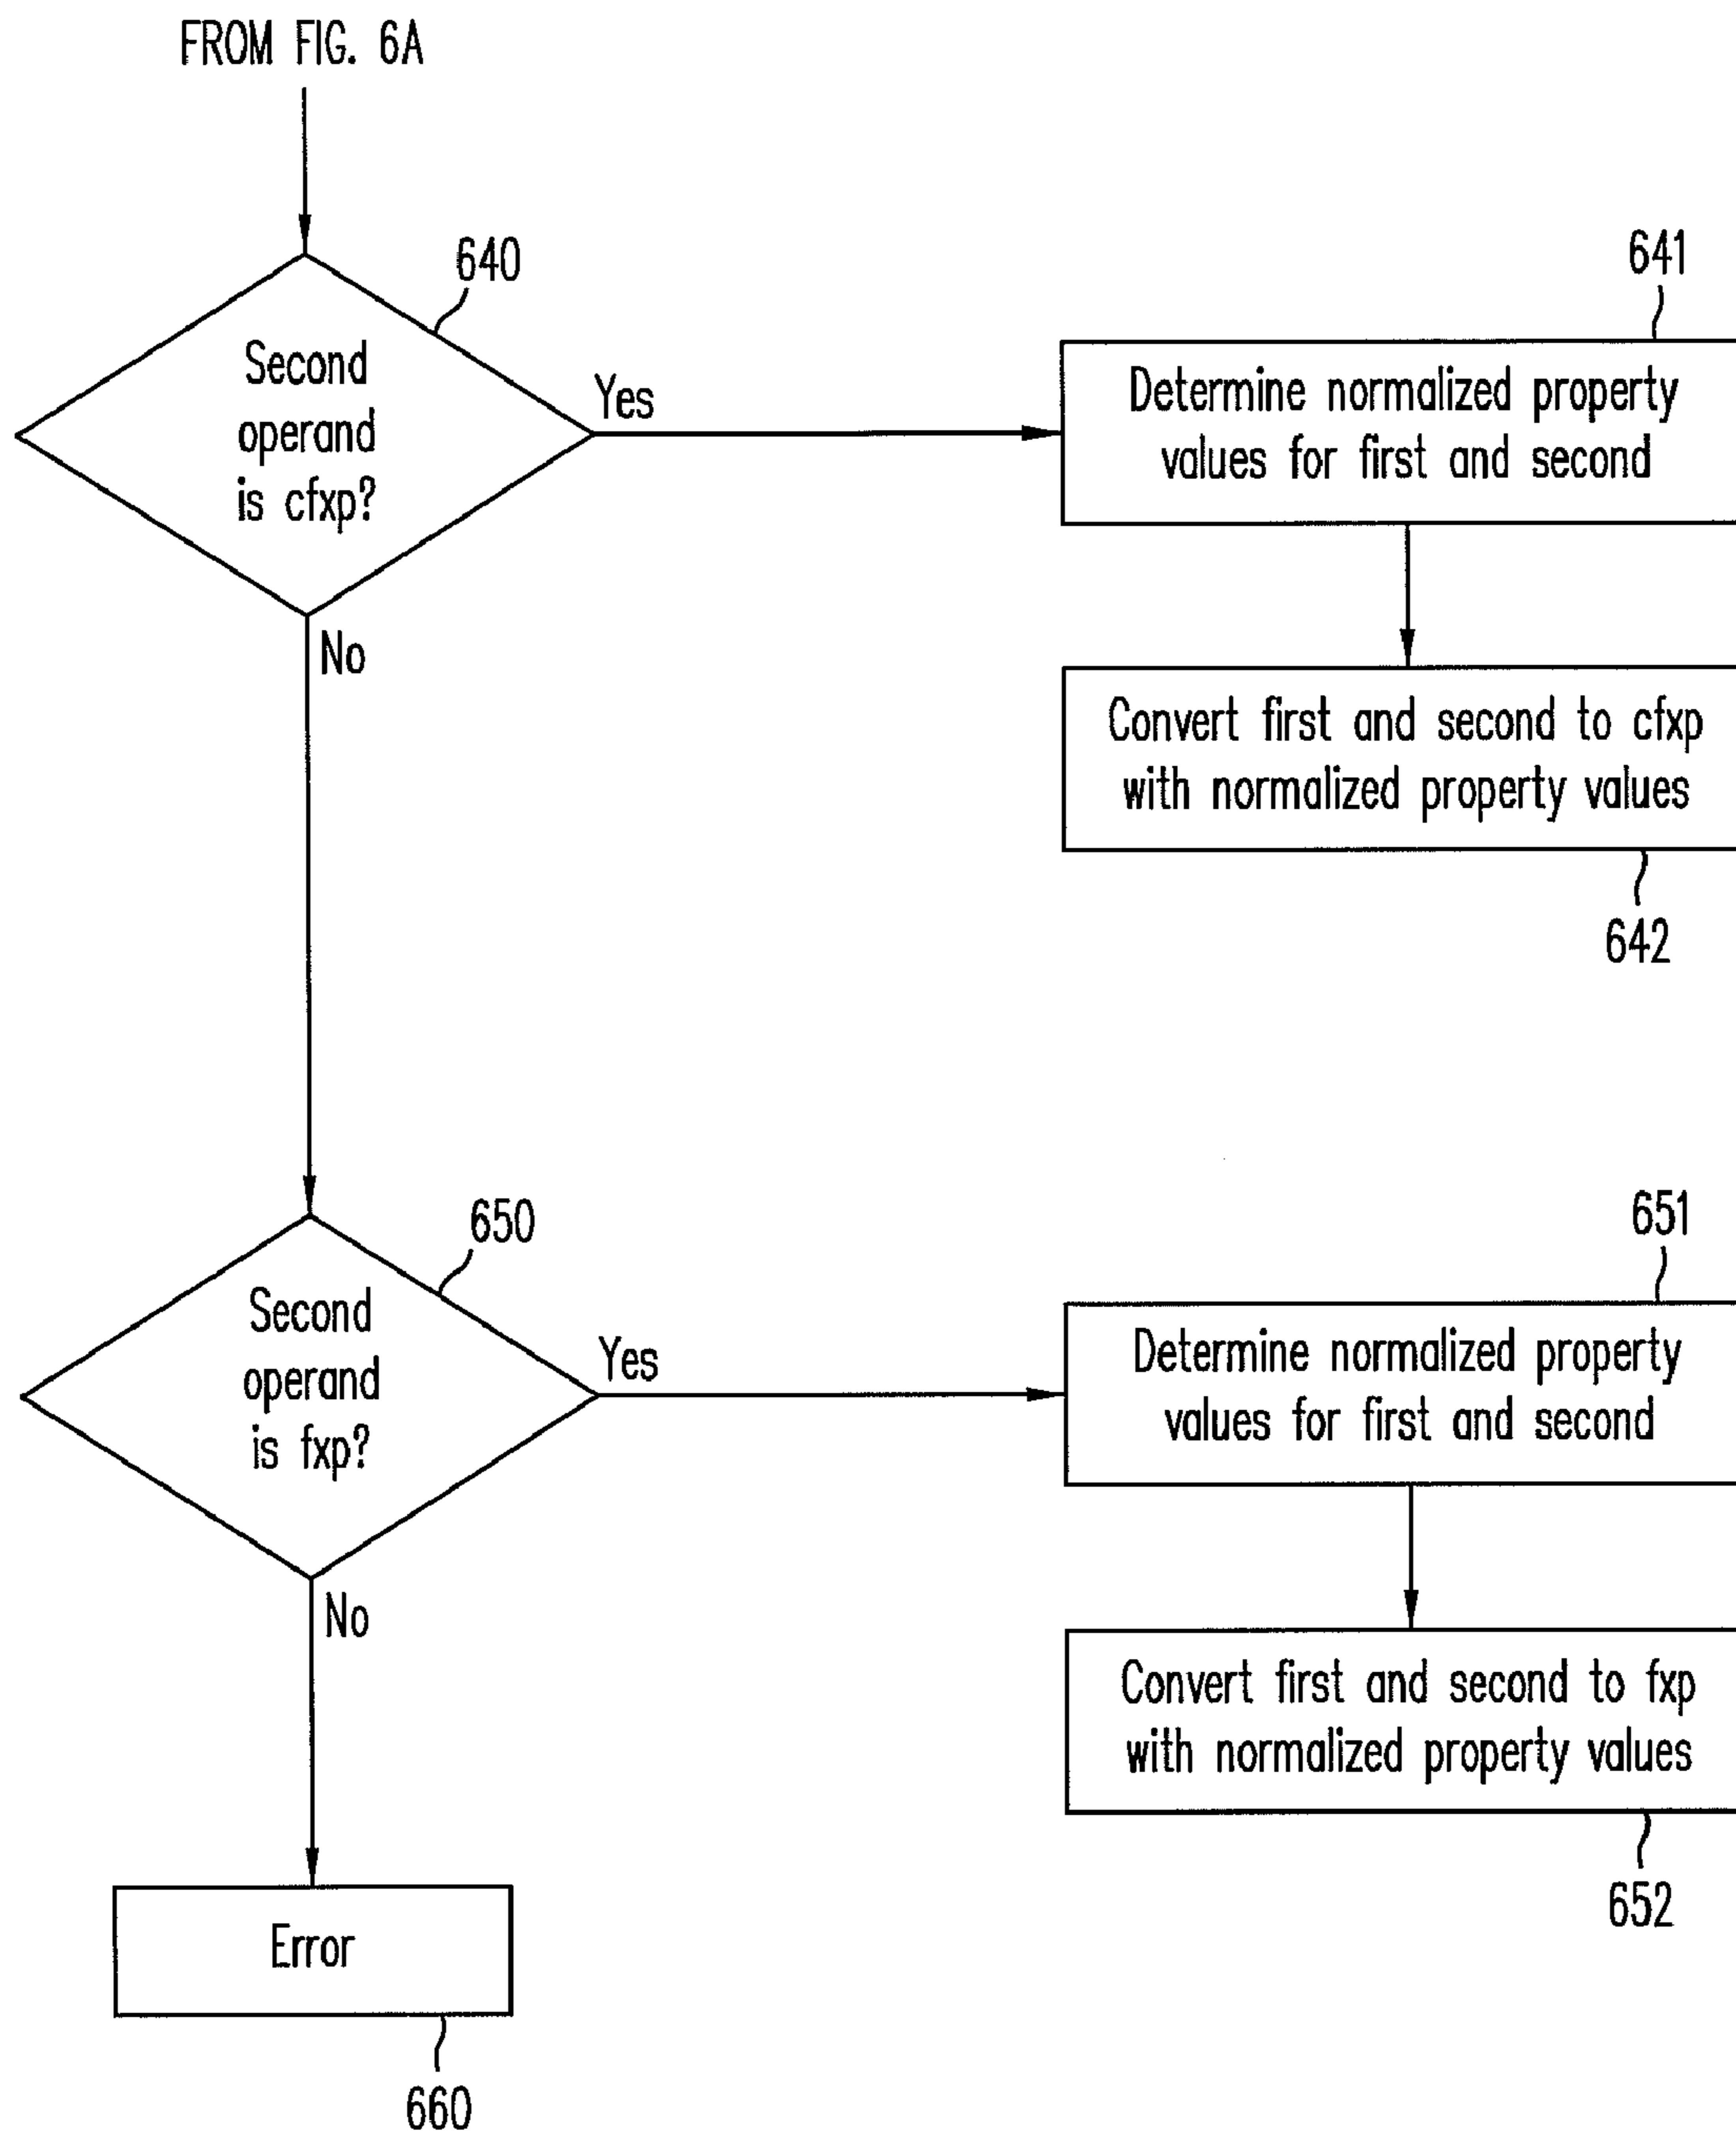 FROM FIG. 6A
640
Second
operand
is cfxp?
Yes
No
641
Determine normalized property
values for first and second
Convert first and second to cfxp
with normalized property values
642
650
Second
operand
is fxp?
Yes
No
651
Determine normalized property
values for first and second
Convert first and second to fxp
with normalized property values
652
Error
660